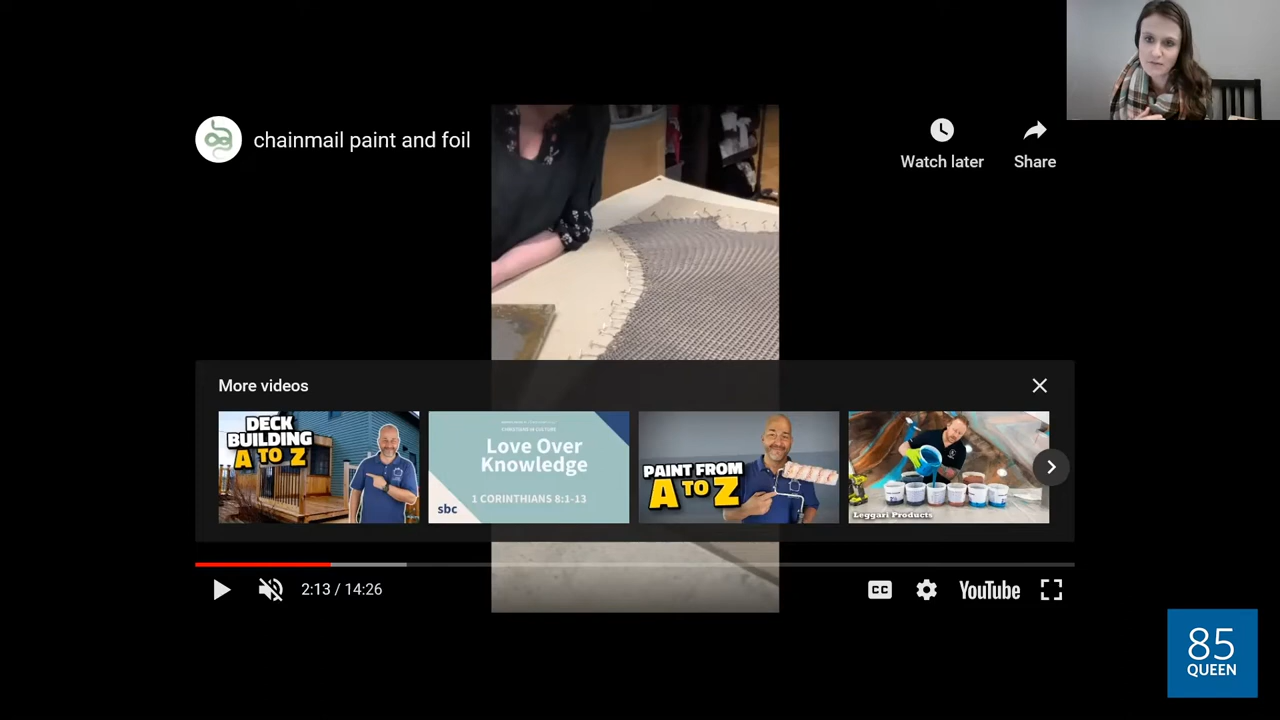 chainmail paint and foil
Watch later
Share
More videos
DECK
BUILDING
A TO Z
Love Over
Knowledge
1 CORINTHIANS 8:1-13
sbc
PAINT FROM
A TO Z
Leggari Products
2:13 / 14:26
CC
YouTube
85
QUEEN